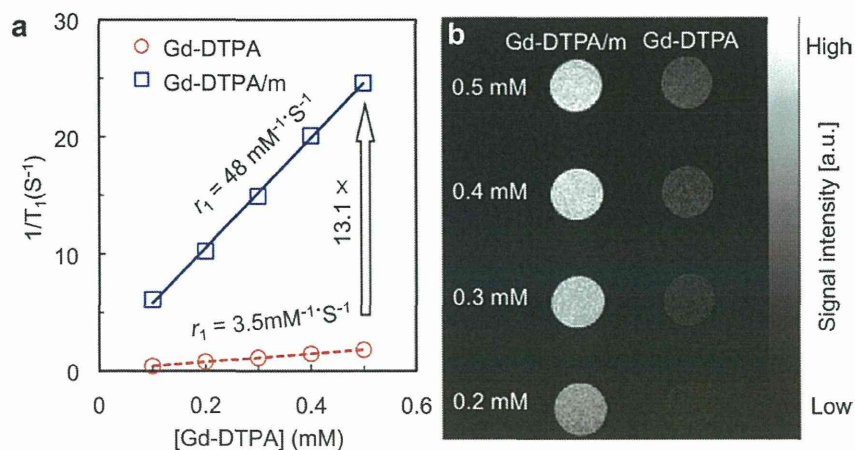 a
Gd-DTPA
Gd-DTPA/m
30
20
10
0
1/T1(S-1)
r1 = 48 mM-1·S-1
r1 = 3.5mM-1·S-1
13.1 ×
0
0.2
0.4
0.6
[Gd-DTPA] (mM)
b
Gd-DTPA/m Gd-DTPA
0.5 mM
0.4 mM
0.3 mM
0.2 mM
High
Signal intensity [a.u.]
Low